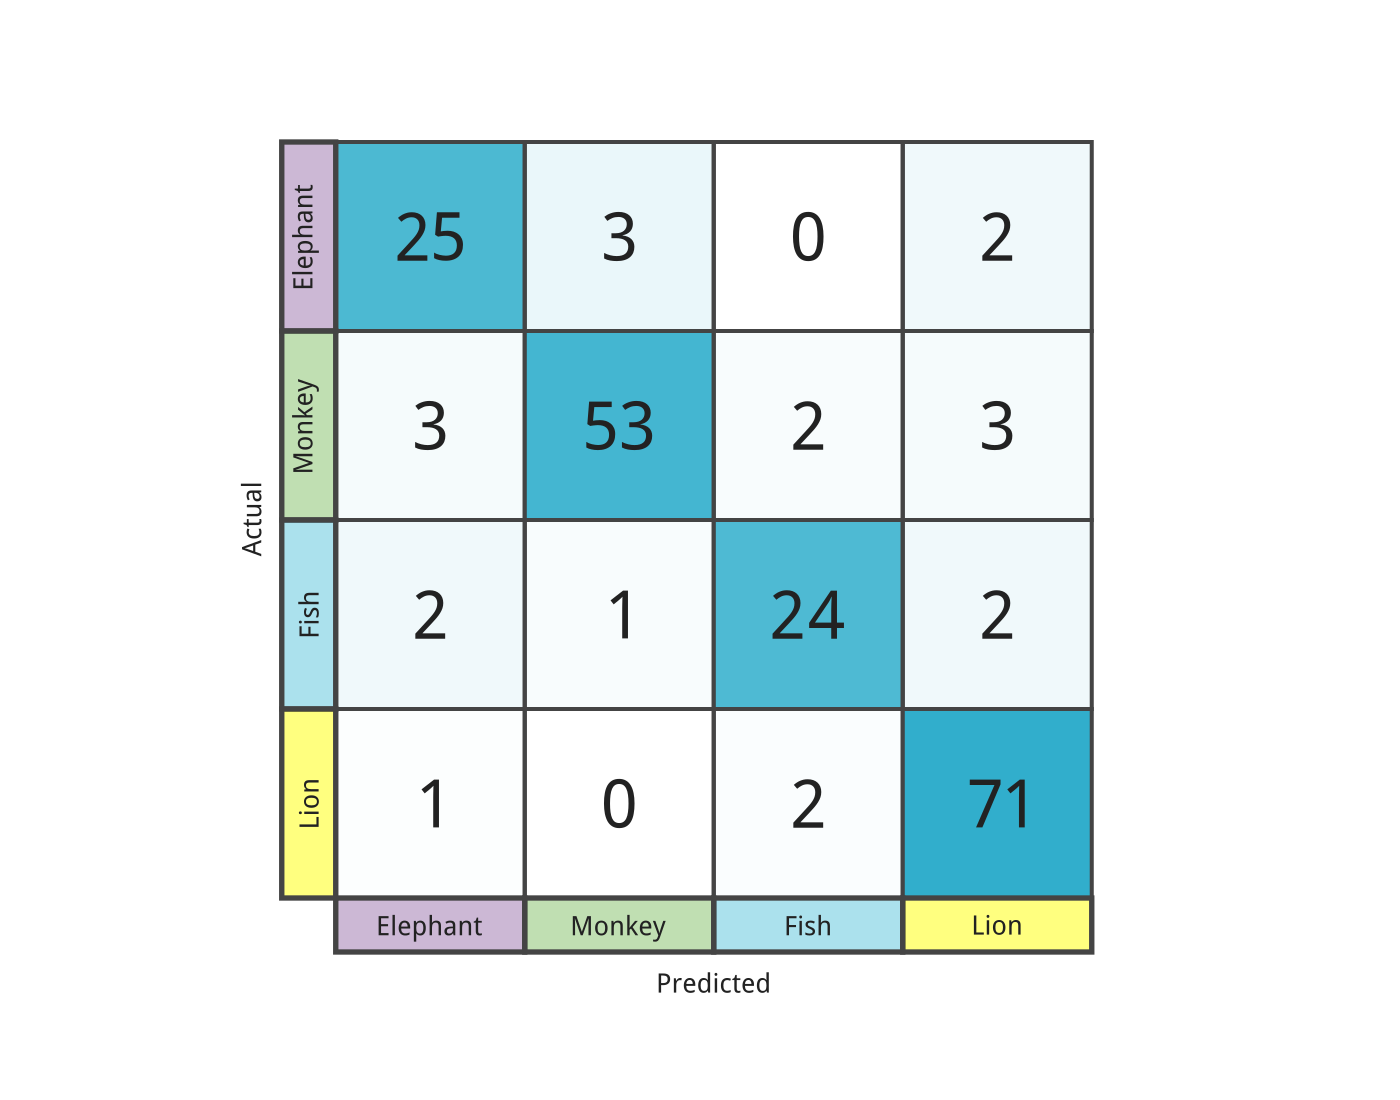 Actual
Elephant 25 3 0 2
Monkey 3 53 2 3
Fish 2 1 24 2
Lion 1 0 2 71
Elephant Monkey Fish Lion
Predicted